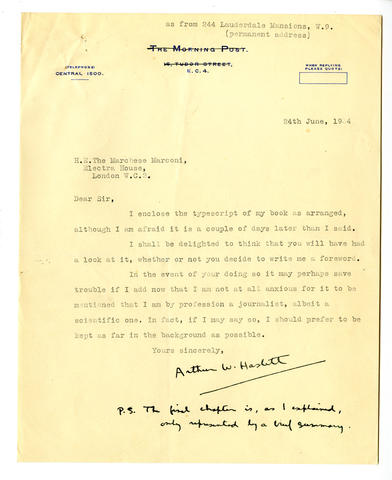 as from 244 Lauderdale Mansions, W.9.
(permanent address)
THE MORNING POST.
15, TUDOR STREET,
E.C.4.
(TELEPHONE)
CENTRAL 1500.
WHEN REPLYING
PLEASE QUOTE:
24th June, 1934
H.E.The Marchese Marconi,
Electra House,
London W.C.2.
Dear Sir,
I enclose the typescript of my book as arranged,
although I am afraid it is a couple of days later than I said.
I shall be delighted to think that you will have had
a look at it, whether or not you decide to write me a foreword.
In the event of your doing so it may perhaps save
trouble if I add now that I am not at all anxious for it to be
mentioned that I am by profession a journalist, albeit a
scientific one. In fact, if I may say so, I should prefer to be
kept as far in the background as possible.
Yours sincerely,
Arthur W. Haslett
P.S. The final chapter is, as I explained,
only represented by a brief summary.